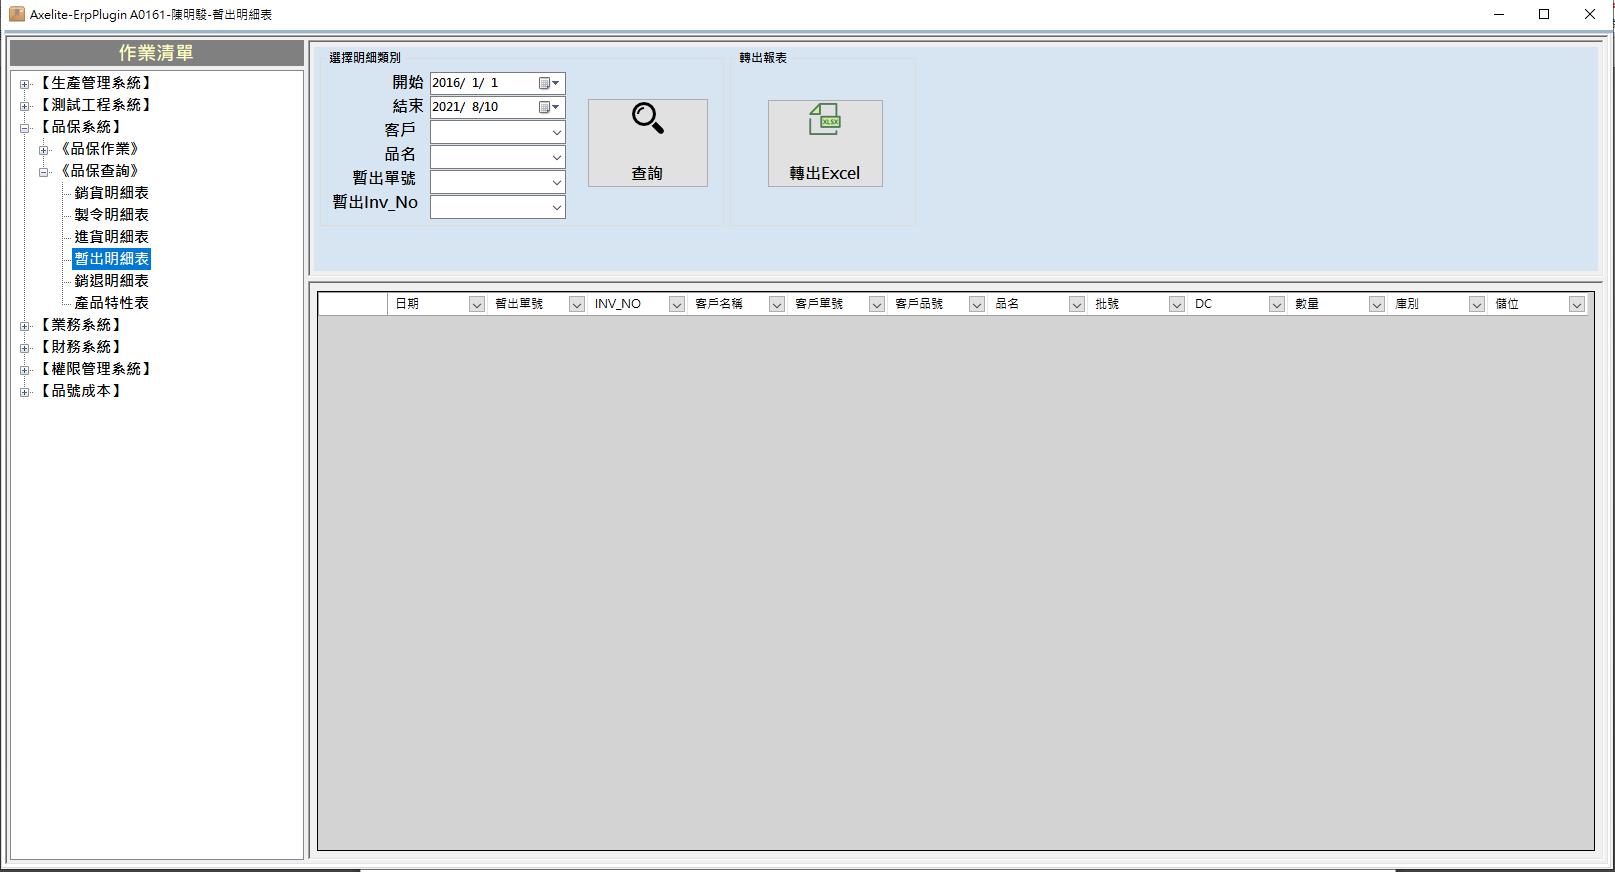 Axelite-ErpPlugin A0161-陳明駿-暫出明細表
作業清單
【生產管理系統】
【測試工程系統】
【品保系統】
《品保作業》
《品保查詢》
銷貨明細表
製令明細表
進貨明細表
暫出明細表
銷退明細表
產品特性表
【業務系統】
【財務系統】
【權限管理系統】
【品號成本】
選擇明細類別
開始 2016/ 1/ 1
結束 2021/ 8/10
客戶
品名
暫出單號
暫出Inv_No
查詢
轉出報表
XLSX
轉出Excel
日期 暫出單號 INV_NO 客戶名稱 客戶單號 客戶品號 品名 批號 DC 數量 庫別 儲位